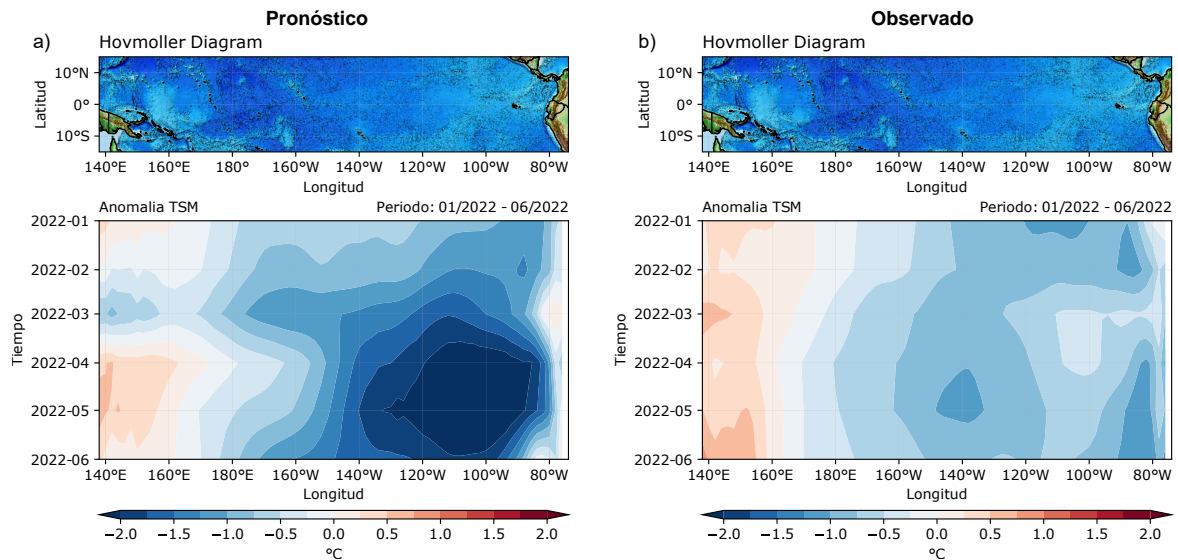 Pronóstico
a)
Hovmoller Diagram
Latitud
10°N
0°
10°S
140°E 160°E 180° 160°W 140°W 120°W 100°W 80°W
Longitud
Anomalia TSM Periodo: 01/2022 - 06/2022
Tiempo
2022-01
2022-02
2022-03
2022-04
2022-05
2022-06
140°E 160°E 180° 160°W 140°W 120°W 100°W 80°W
Longitud
−2.0 −1.5 −1.0 −0.5 0.0 0.5 1.0 1.5 2.0
°C
Observado
b)
Hovmoller Diagram
Latitud
10°N
0°
10°S
140°E 160°E 180° 160°W 140°W 120°W 100°W 80°W
Longitud
Anomalia TSM Periodo: 01/2022 - 06/2022
Tiempo
2022-01
2022-02
2022-03
2022-04
2022-05
2022-06
140°E 160°E 180° 160°W 140°W 120°W 100°W 80°W
Longitud
−2.0 −1.5 −1.0 −0.5 0.0 0.5 1.0 1.5 2.0
°C